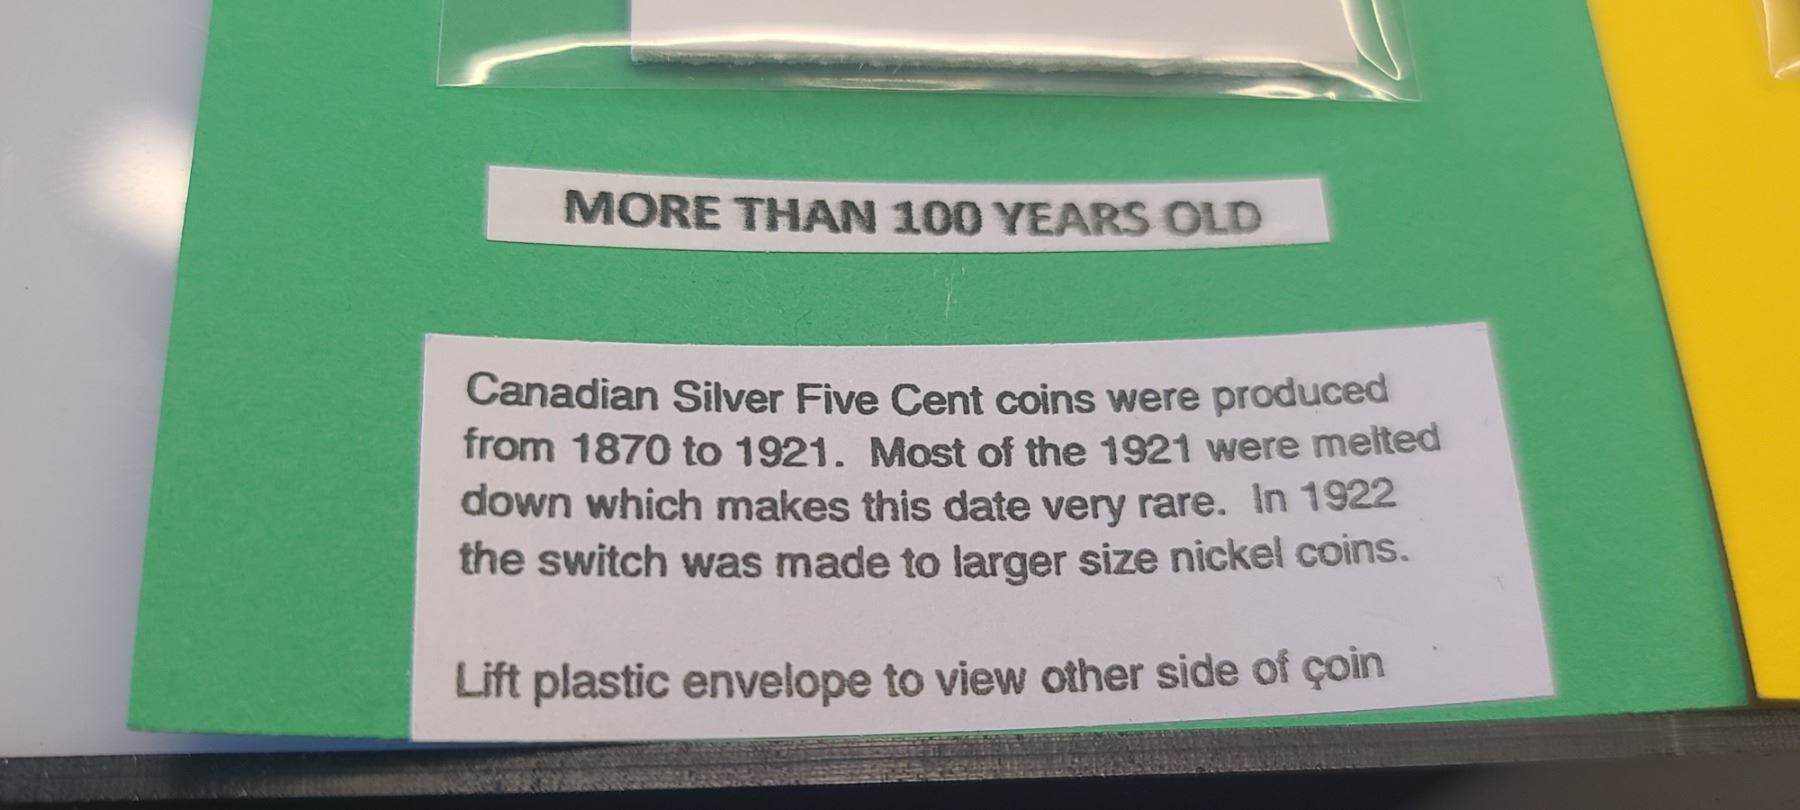 MORE THAN 100 YEARS OLD
Canadian Silver Five Cent coins were produced
from 1870 to 1921. Most of the 1921 were melted
down which makes this date very rare. In 1922
the switch was made to larger size nickel coins.
Lift plastic envelope to view other side of coin